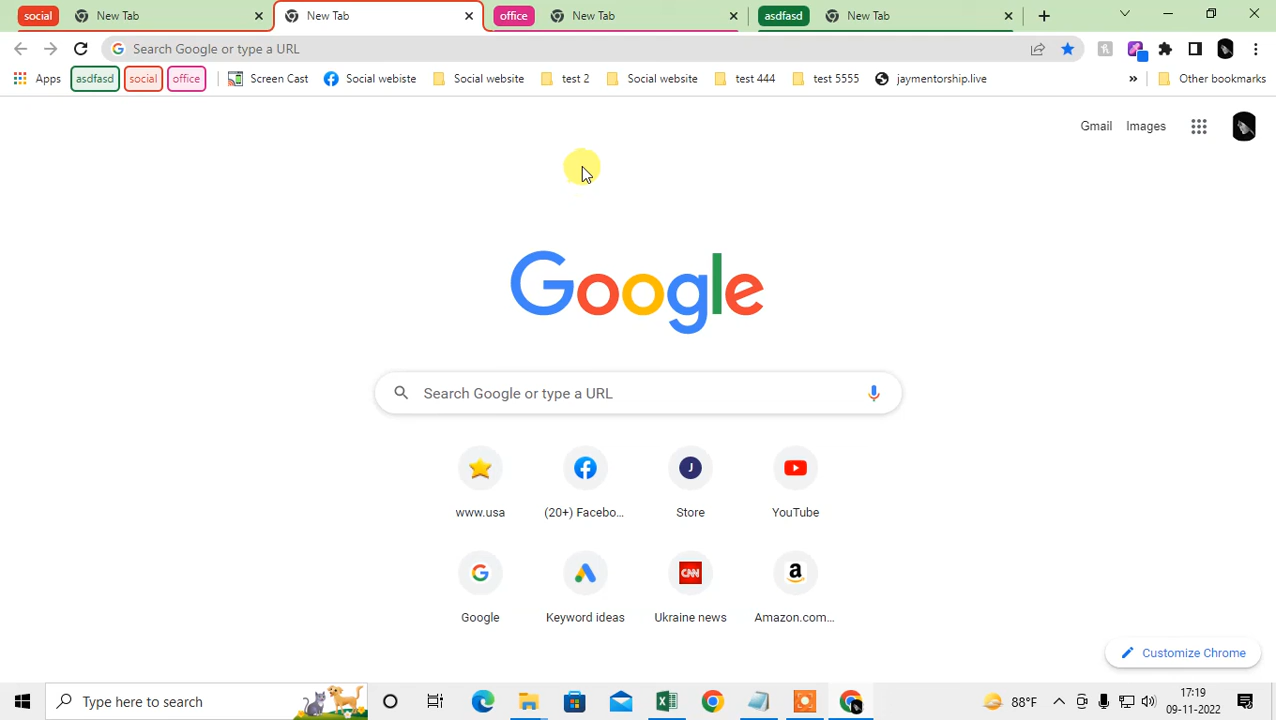 social New Tab New Tab office New Tab asdfasd New Tab
Search Google or type a URL
Apps asdfasd social office Screen Cast Social webiste Social website test 2 Social website test 444 test 5555 jaymentorship.live » Other bookmarks
Gmail Images
Google
Search Google or type a URL
J
www.usa (20+) Facebo... Store YouTube
CNN
Google Keyword ideas Ukraine news Amazon.com...
Customize Chrome
Type here to search 88°F 17:19
09-11-2022